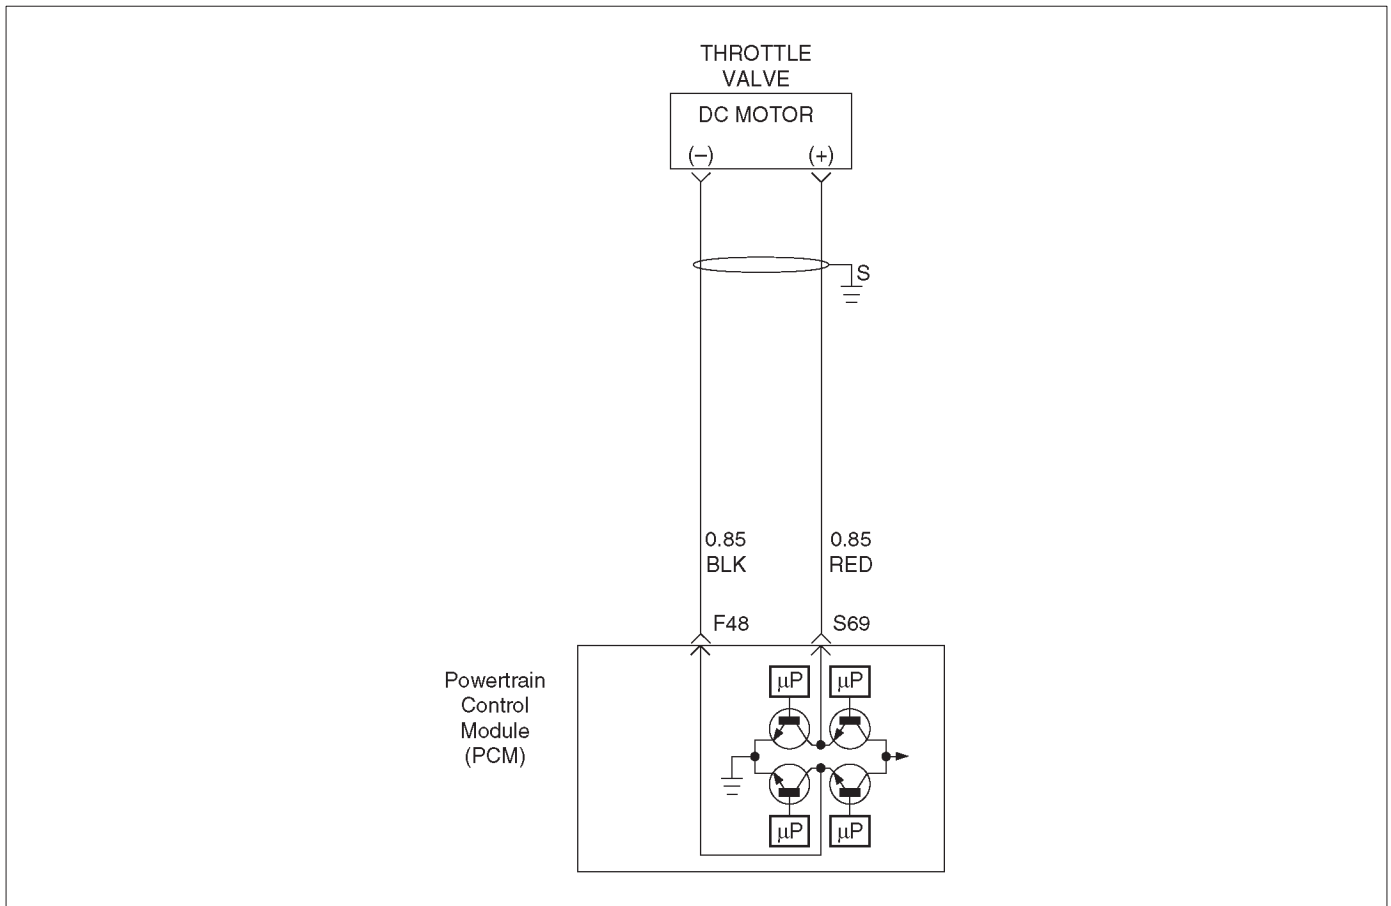 THROTTLE
VALVE
DC MOTOR
(–) (+)
S
0.85 0.85
BLK RED
F48 S69
Powertrain
Control
Module
(PCM)
μP μP
μP μP